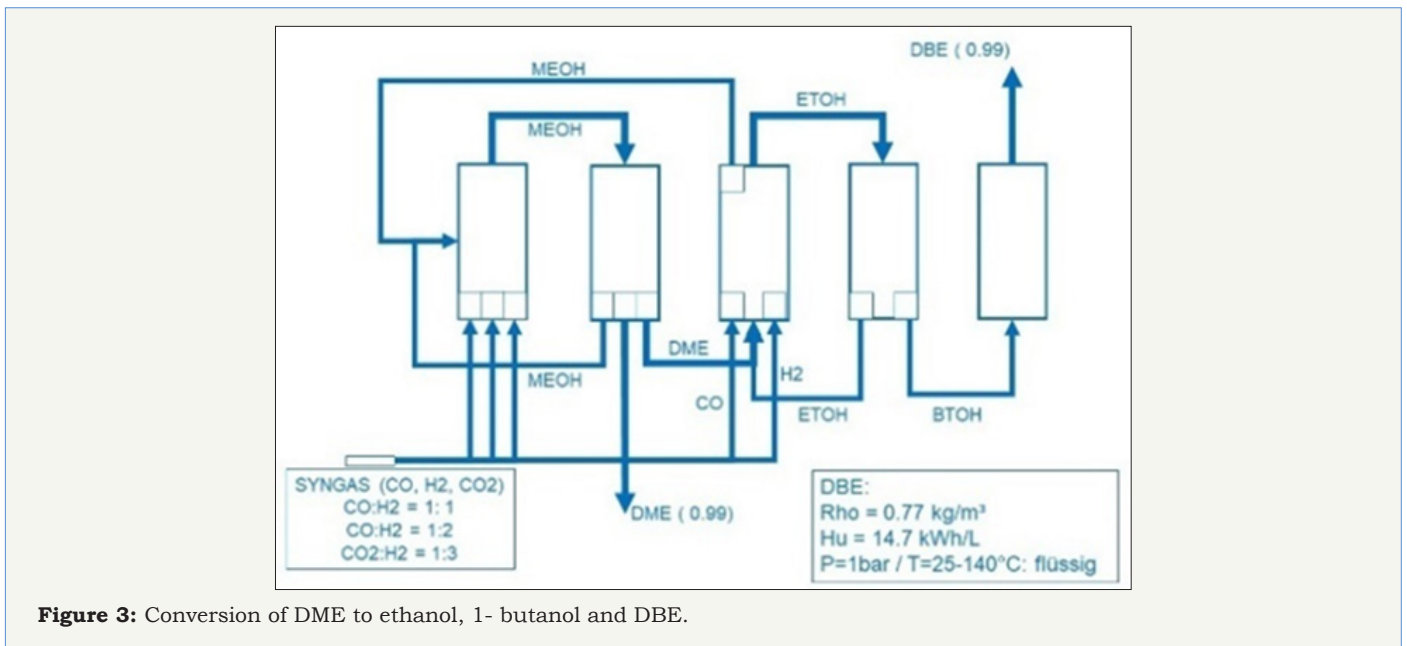 DBE ( 0.99)
MEOH
ETOH
MEOH
DME
H2
MEOH
CO
ETOH
BTOH
SYNGAS (CO, H2, CO2)
CO:H2 = 1: 1
CO:H2 = 1:2
CO2:H2 = 1:3
DME ( 0.99)
DBE:
Rho = 0.77 kg/m³
Hu = 14.7 kWh/L
P=1bar / T=25-140°C: flüssig
Figure 3: Conversion of DME to ethanol, 1- butanol and DBE.